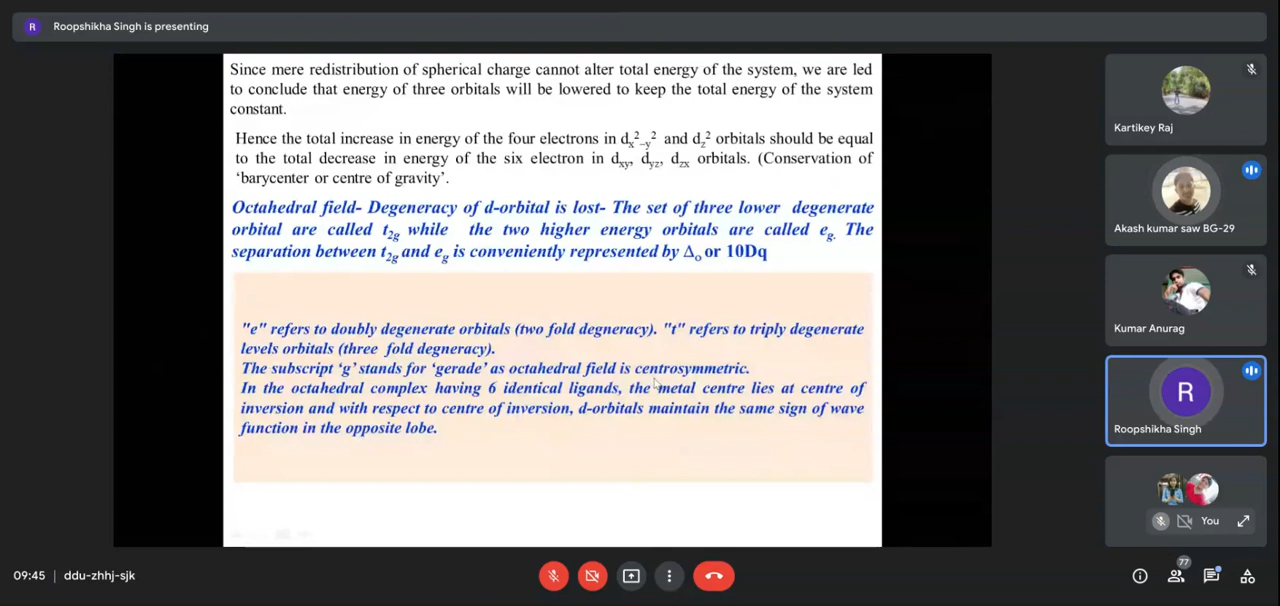 R Roopshikha Singh is presenting
Since mere redistribution of spherical charge cannot alter total energy of the system, we are led
to conclude that energy of three orbitals will be lowered to keep the total energy of the system
constant.
Hence the total increase in energy of the four electrons in dx²–y² and dz² orbitals should be equal
to the total decrease in energy of the six electron in dxy, dyz, dzx orbitals. (Conservation of
‘barycenter or centre of gravity’.
Octahedral field- Degeneracy of d-orbital is lost- The set of three lower degenerate
orbital are called t2g while the two higher energy orbitals are called eg. The
separation between t2g and eg is conveniently represented by Δo or 10Dq
"e" refers to doubly degenerate orbitals (two fold degneracy). "t" refers to triply degenerate
levels orbitals (three fold degneracy).
The subscript ‘g’ stands for ‘gerade’ as octahedral field is centrosymmetric.
In the octahedral complex having 6 identical ligands, the metal centre lies at centre of
inversion and with respect to centre of inversion, d-orbitals maintain the same sign of wave
function in the opposite lobe.
Kartikey Raj
Akash kumar saw BG-29
Kumar Anurag
R
Roopshikha Singh
You
09:45 | ddu-zhhj-sjk
77